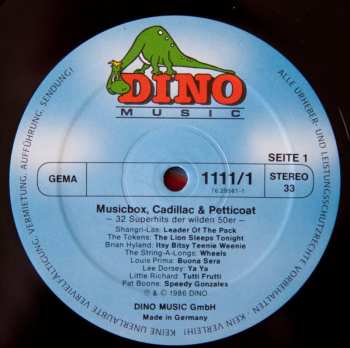 DINO
MUSIC
SEITE 1
GEMA
1111/1
STEREO
33
Musicbox, Cadillac & Petticoat
– 32 Superhits der wilden 50er –
Shangri-Las: Leader Of The Pack
The Tokens: The Lion Sleeps Tonight
Brian Hyland: Itsy Bitsy Teenie Weenie
The String-A-Longs: Wheels
Louis Prima: Buona Sera
Lee Dorsey: Ya Ya
Little Richard: Tutti Frutti
Pat Boone: Speedy Gonzales
℗ & © 1986 DINO
DINO MUSIC GmbH
Made in Germany
ALLE URHEBER- UND LEISTUNGSSCHUTZRECHTE VORBEHALTEN · KEIN VERLEIH! KEINE UNERLAUBTE VERVIELFÄLTIGUNG, VERMIETUNG, AUFFÜHRUNG, SENDUNG!